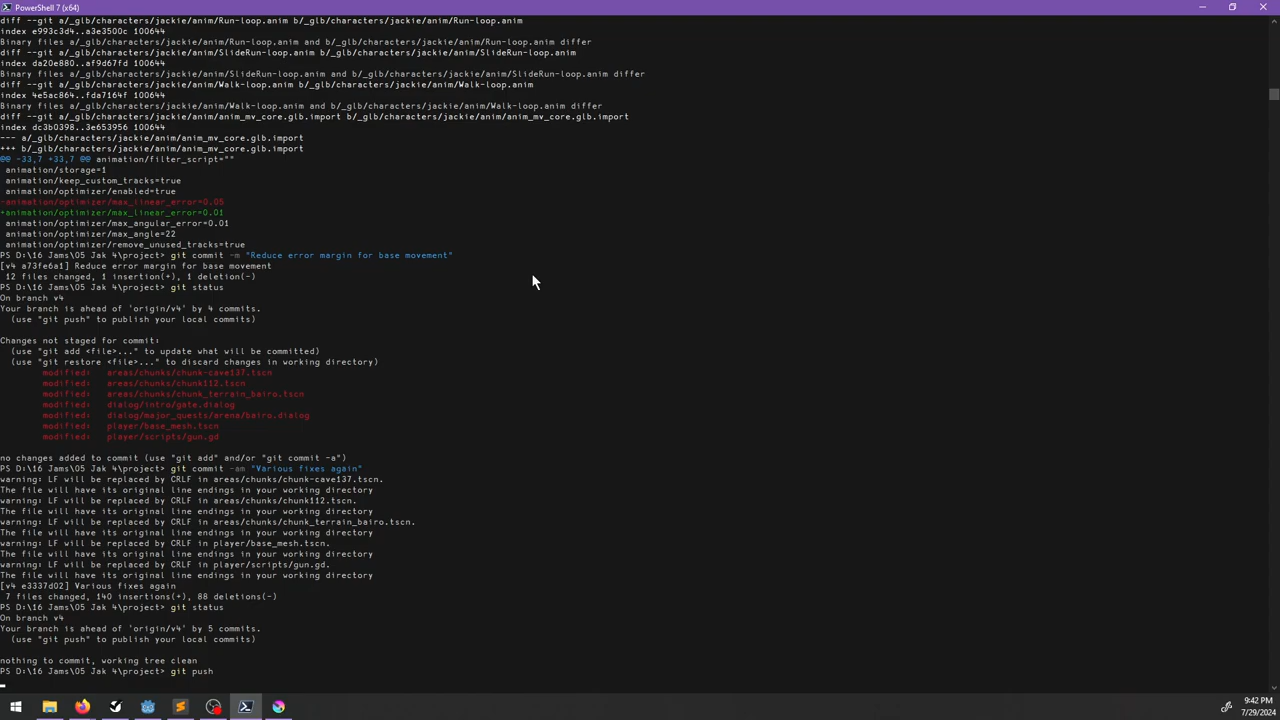 PowerShell 7 (x64)
diff --git a/_glb/characters/jackie/anim/Run-loop.anim b/_glb/characters/jackie/anim/Run-loop.anim
index e993c3d4..a3e3500c 100644
Binary files a/_glb/characters/jackie/anim/Run-loop.anim and b/_glb/characters/jackie/anim/Run-loop.anim differ
diff --git a/_glb/characters/jackie/anim/SlideRun-loop.anim b/_glb/characters/jackie/anim/SlideRun-loop.anim
index da20e880..af9d67fd 100644
Binary files a/_glb/characters/jackie/anim/SlideRun-loop.anim and b/_glb/characters/jackie/anim/SlideRun-loop.anim differ
diff --git a/_glb/characters/jackie/anim/Walk-loop.anim b/_glb/characters/jackie/anim/Walk-loop.anim
index 4e5ac864..fda7164f 100644
Binary files a/_glb/characters/jackie/anim/Walk-loop.anim and b/_glb/characters/jackie/anim/Walk-loop.anim differ
diff --git a/_glb/characters/jackie/anim/anim_mv_core.glb.import b/_glb/characters/jackie/anim/anim_mv_core.glb.import
index dc3b0398..3e653956 100644
--- a/_glb/characters/jackie/anim/anim_mv_core.glb.import
+++ b/_glb/characters/jackie/anim/anim_mv_core.glb.import
@@ -33,7 +33,7 @@ animation/filter_script=""
animation/storage=1
animation/keep_custom_tracks=true
animation/optimizer/enabled=true
-animation/optimizer/max_linear_error=0.05
+animation/optimizer/max_linear_error=0.01
animation/optimizer/max_angular_error=0.01
animation/optimizer/max_angle=22
animation/optimizer/remove_unused_tracks=true
PS D:\16 Jams\05 Jak 4\project> git commit -m "Reduce error margin for base movement"
[v4 a73fe6a1] Reduce error margin for base movement
12 files changed, 1 insertion(+), 1 deletion(-)
PS D:\16 Jams\05 Jak 4\project> git status
On branch v4
Your branch is ahead of 'origin/v4' by 4 commits.
(use "git push" to publish your local commits)
Changes not staged for commit:
(use "git add <file>..." to update what will be committed)
(use "git restore <file>..." to discard changes in working directory)
modified: areas/chunks/chunk-cave137.tscn
modified: areas/chunks/chunk112.tscn
modified: areas/chunks/chunk_terrain_bairo.tscn
modified: dialog/intro/gate.dialog
modified: dialog/major_quests/arena/bairo.dialog
modified: player/base_mesh.tscn
modified: player/scripts/gun.gd
no changes added to commit (use "git add" and/or "git commit -a")
PS D:\16 Jams\05 Jak 4\project> git commit -am "Various fixes again"
warning: LF will be replaced by CRLF in areas/chunks/chunk-cave137.tscn.
The file will have its original line endings in your working directory
warning: LF will be replaced by CRLF in areas/chunks/chunk112.tscn.
The file will have its original line endings in your working directory
warning: LF will be replaced by CRLF in areas/chunks/chunk_terrain_bairo.tscn.
The file will have its original line endings in your working directory
warning: LF will be replaced by CRLF in player/base_mesh.tscn.
The file will have its original line endings in your working directory
warning: LF will be replaced by CRLF in player/scripts/gun.gd.
The file will have its original line endings in your working directory
[v4 e3337d02] Various fixes again
7 files changed, 140 insertions(+), 88 deletions(-)
PS D:\16 Jams\05 Jak 4\project> git status
On branch v4
Your branch is ahead of 'origin/v4' by 5 commits.
(use "git push" to publish your local commits)
nothing to commit, working tree clean
PS D:\16 Jams\05 Jak 4\project> git push
9:42 PM
7/29/2024